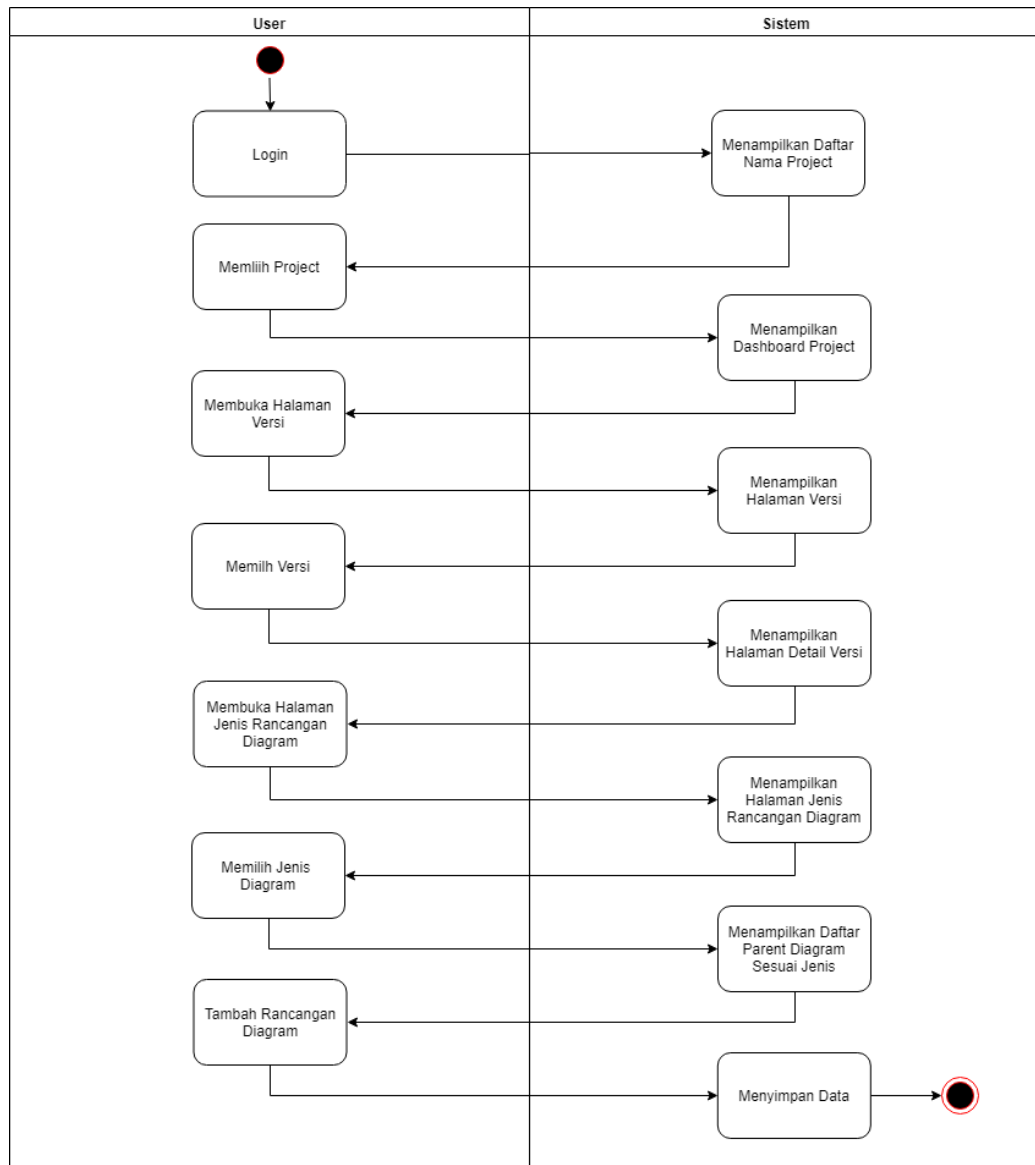 User
Sistem
Login
Menampilkan Daftar
Nama Project
Memliih Project
Menampilkan
Dashboard Project
Membuka Halaman
Versi
Menampilkan
Halaman Versi
Memilh Versi
Menampilkan
Halaman Detail Versi
Membuka Halaman
Jenis Rancangan
Diagram
Menampilkan
Halaman Jenis
Rancangan Diagram
Memilih Jenis
Diagram
Menampilkan Daftar
Parent Diagram
Sesuai Jenis
Tambah Rancangan
Diagram
Menyimpan Data